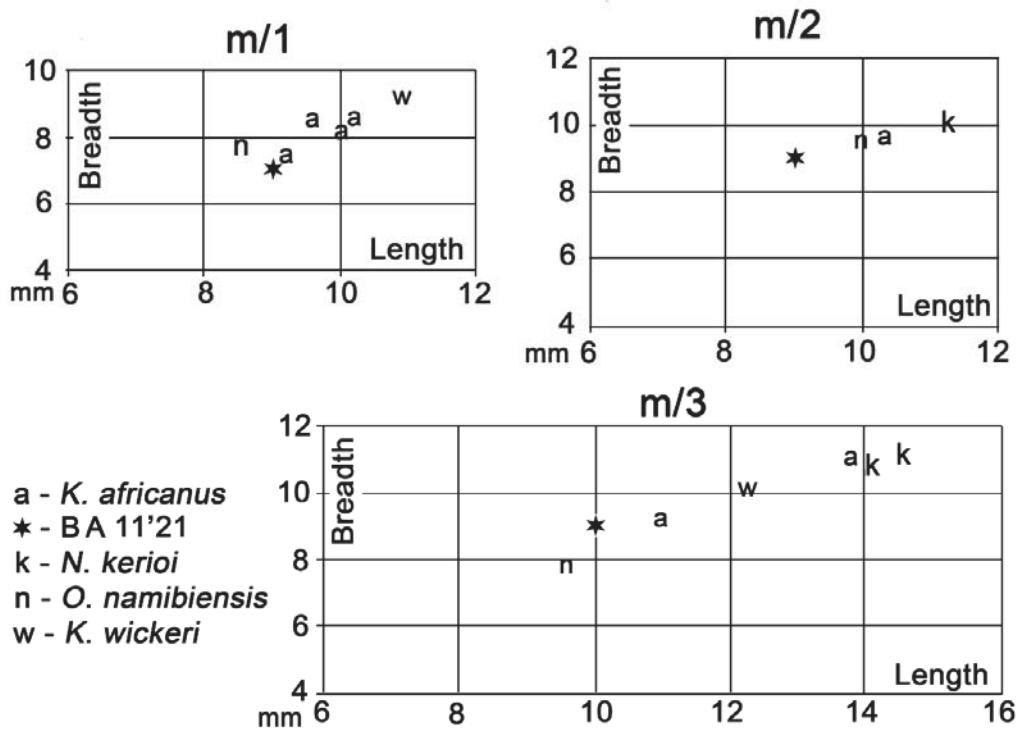 m/1
10
8
6
4
Breadth
Length
mm 6 8 10 12
a
a
a
a
n
w
m/2
12
10
8
6
4
Breadth
Length
mm 6 8 10 12
n
a
k
m/3
12
10
8
6
4
Breadth
Length
mm 6 8 10 12 14 16
n
a
w
a
k
k
a - K. africanus
✶ - BA 11'21
k - N. kerioi
n - O. namibiensis
w - K. wickeri